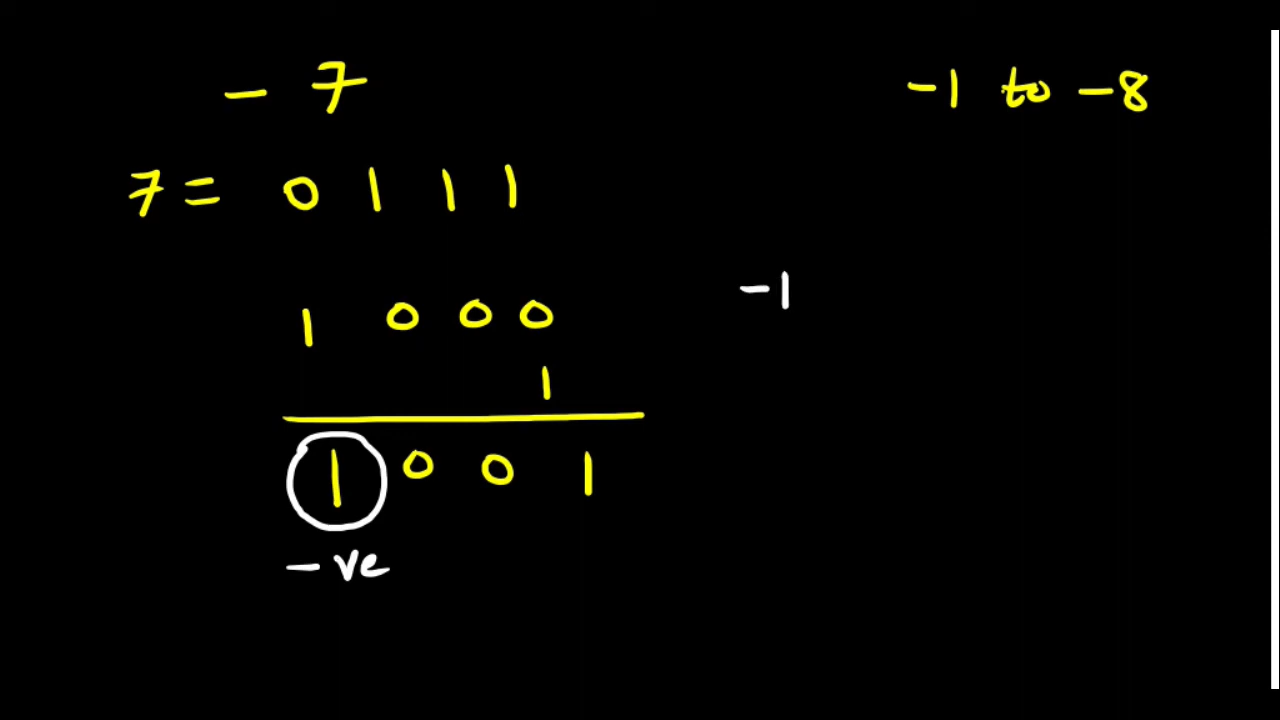 - 7
-1 to -8
7 = 0 1 1 1
-1
1 0 0 0
1
1 0 0 1
- ve